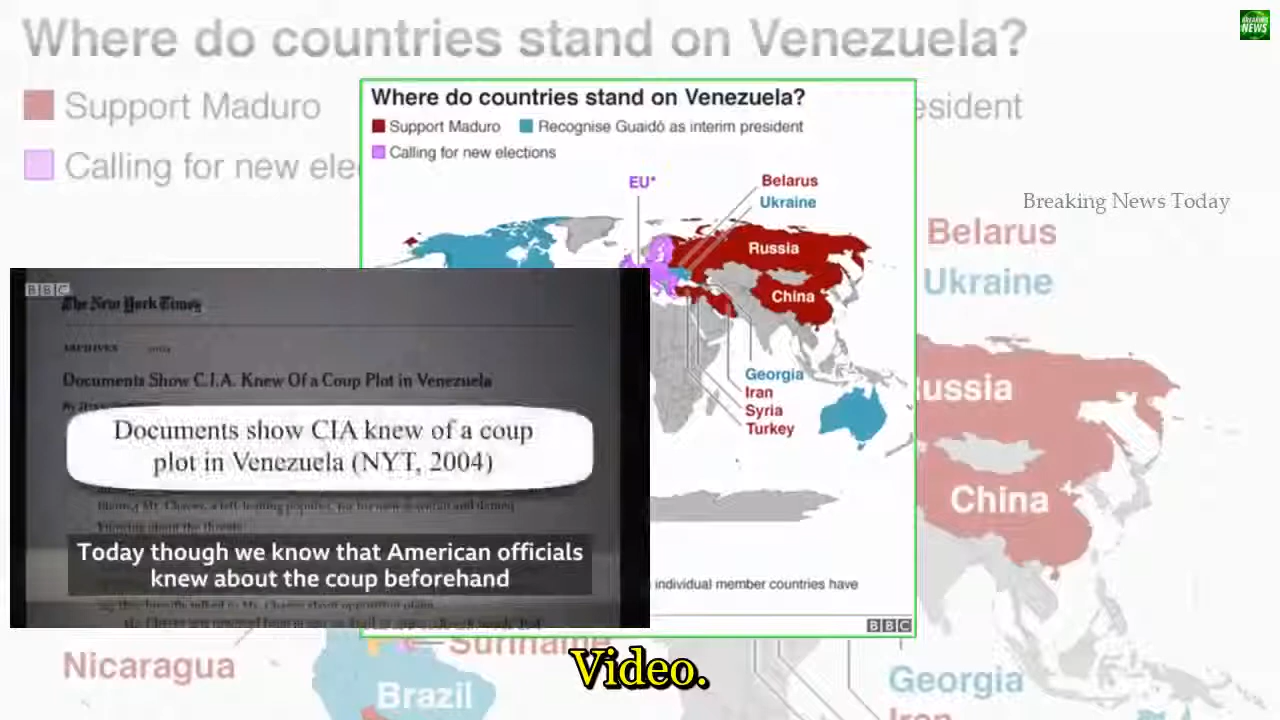 Where do countries stand on Venezuela?
Support Maduro
esident
Calling for new ele
BREAKING
NEWS
Breaking News Today
Where do countries stand on Venezuela?
Support Maduro
Recognise Guaidó as interim president
Calling for new elections
EU*
Belarus
Ukraine
Russia
China
Georgia
Iran
Syria
Turkey
individual member countries have
BBC
Belarus
Ukraine
ussia
China
Georgia
Iran
BBC
The New York Times
ARCHIVES
Documents Show C.I.A. Knew Of a Coup Plot in Venezuela
Documents show CIA knew of a coup
plot in Venezuela (NYT, 2004)
Today though we know that American officials
knew about the coup beforehand
Nicaragua
Suriname
Brazil
Video.